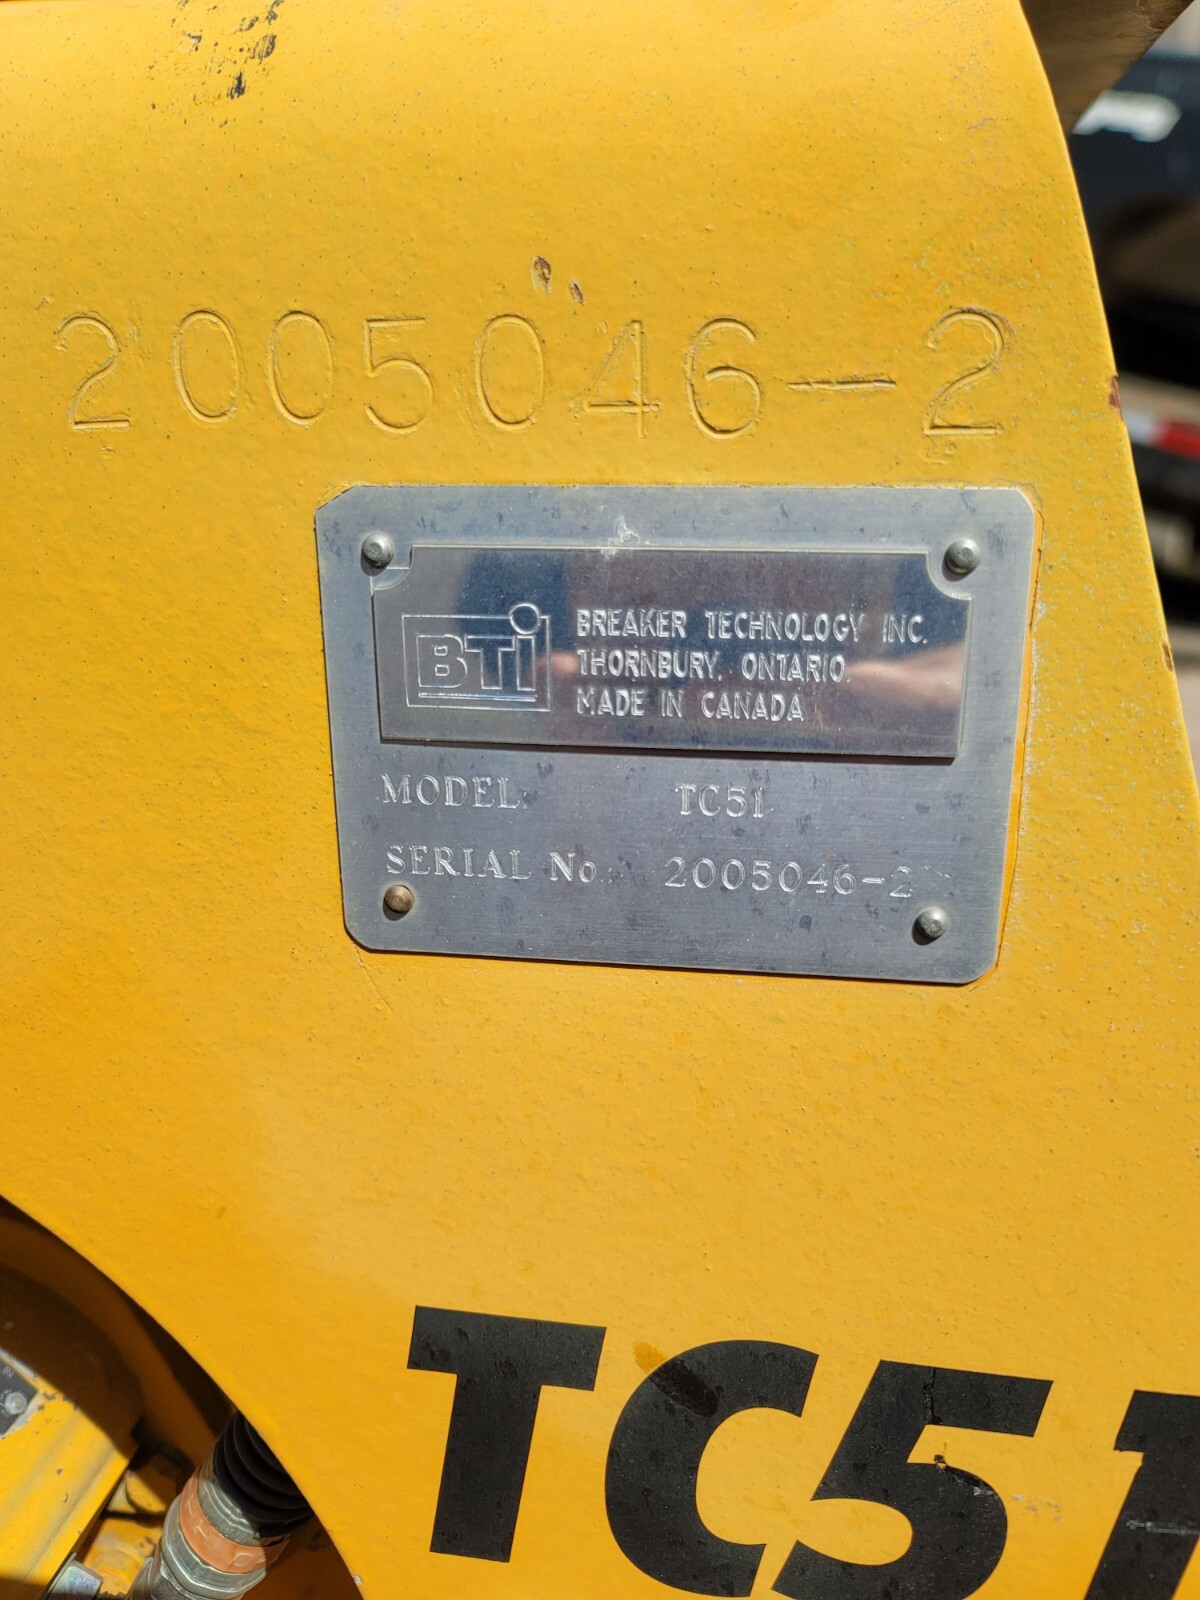 2005046-2
BTi
BREAKER TECHNOLOGY INC.
THORNBURY, ONTARIO.
MADE IN CANADA
MODEL TC51
SERIAL No. 2005046-2
TC51